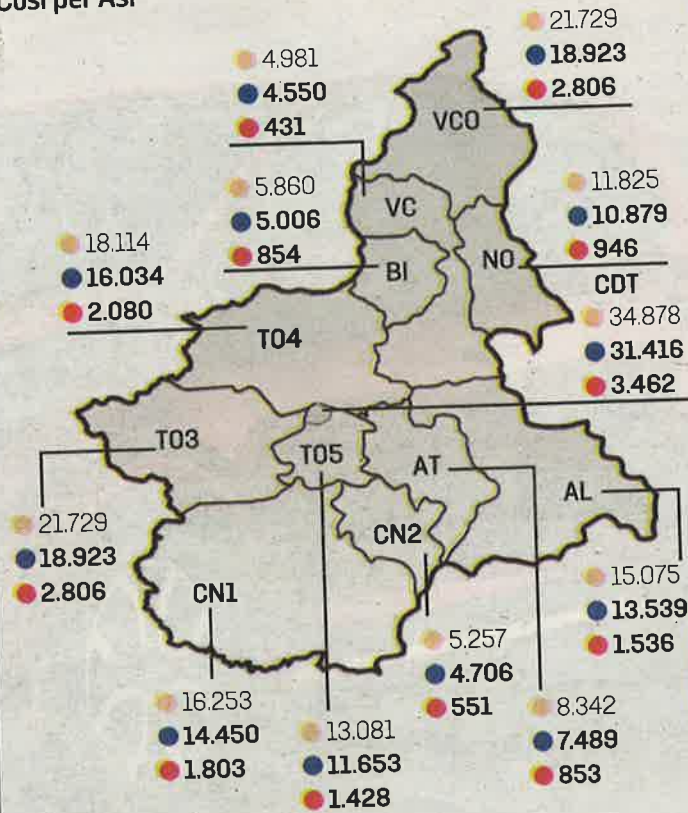 Così per Asl
21.729
18.923
2.806
VCO
4.981
4.550
431
VC
5.860
5.006
854
BI
11.825
10.879
946
NO
18.114
16.034
2.080
TO4
CDT
34.878
31.416
3.462
TO3
21.729
18.923
2.806
TO5
AT
AL
CN2
CN1
15.075
13.539
1.536
5.257
4.706
551
8.342
7.489
853
16.253
14.450
1.803
13.081
11.653
1.428